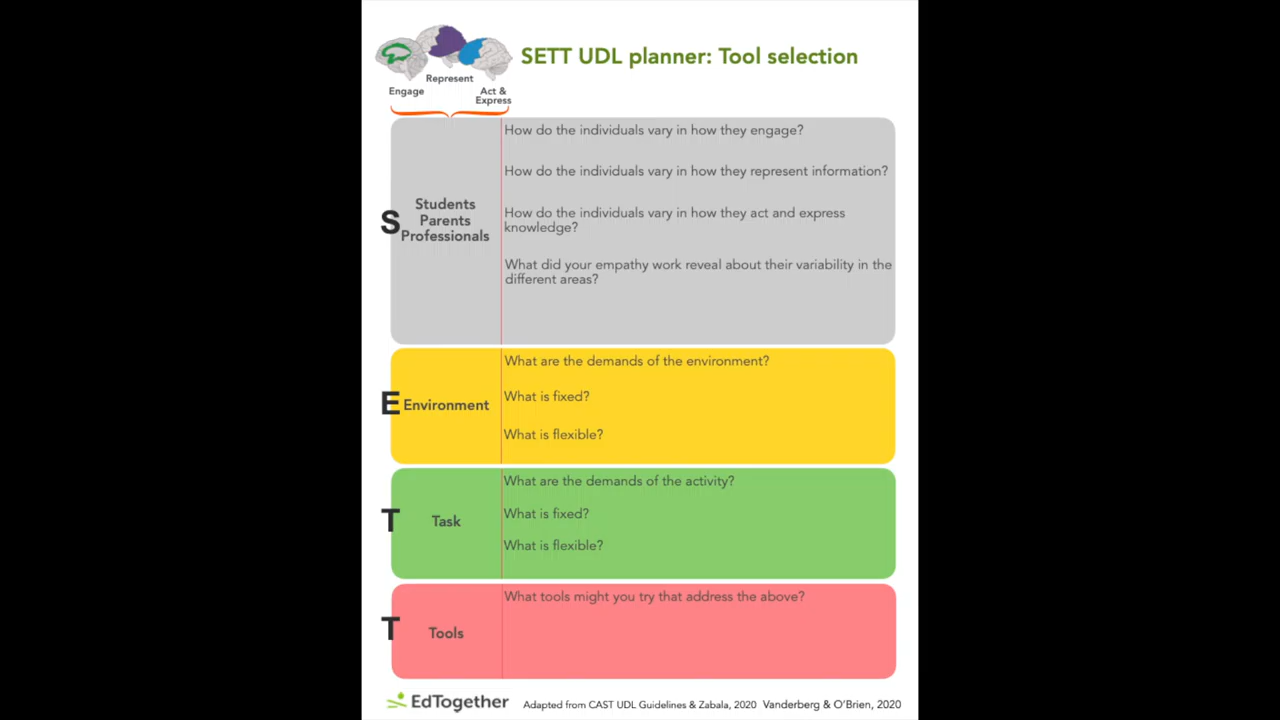 SETT UDL planner: Tool selection
Represent
Engage
Act &
Express
How do the individuals vary in how they engage?
How do the individuals vary in how they represent information?
S
Students
Parents
Professionals
How do the individuals vary in how they act and express
knowledge?
What did your empathy work reveal about their variability in the
different areas?
E
Environment
What are the demands of the environment?
What is fixed?
What is flexible?
T
Task
What are the demands of the activity?
What is fixed?
What is flexible?
T
Tools
What tools might you try that address the above?
EdTogether
Adapted from CAST UDL Guidelines & Zabala, 2020 Vanderberg & O'Brien, 2020